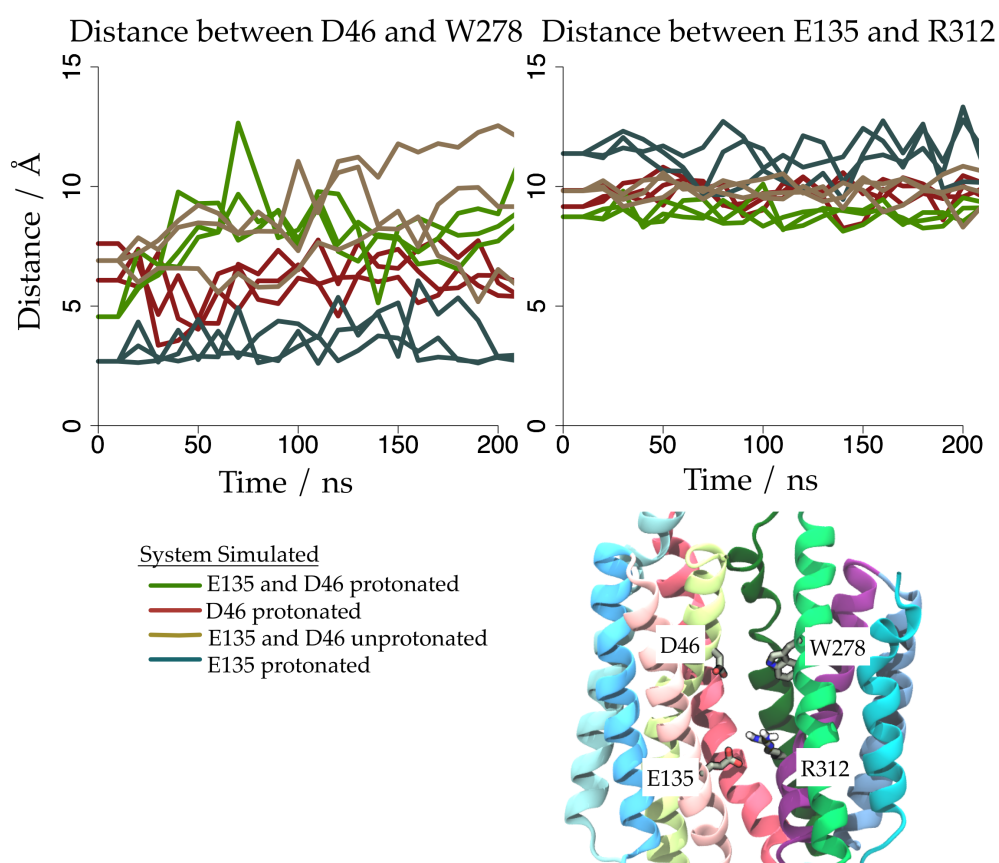 Distance between D46 and W278
Distance between E135 and R312
15
10
5
0
Distance / Å
0 50 100 150 200
Time / ns
15
10
5
0
0 50 100 150 200
Time / ns
System Simulated
E135 and D46 protonated
D46 protonated
E135 and D46 unprotonated
E135 protonated
D46
W278
E135
R312